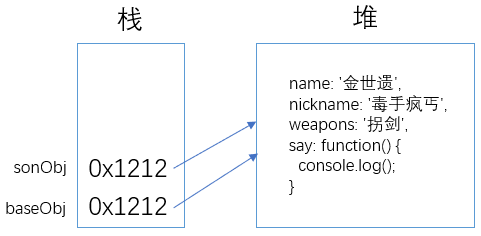 栈
堆
name: '金世遗',
nickname: '毒手疯丐',
weapons: '拐剑',
say: function() {
console.log();
}
sonObj
0x1212
baseObj
0x1212